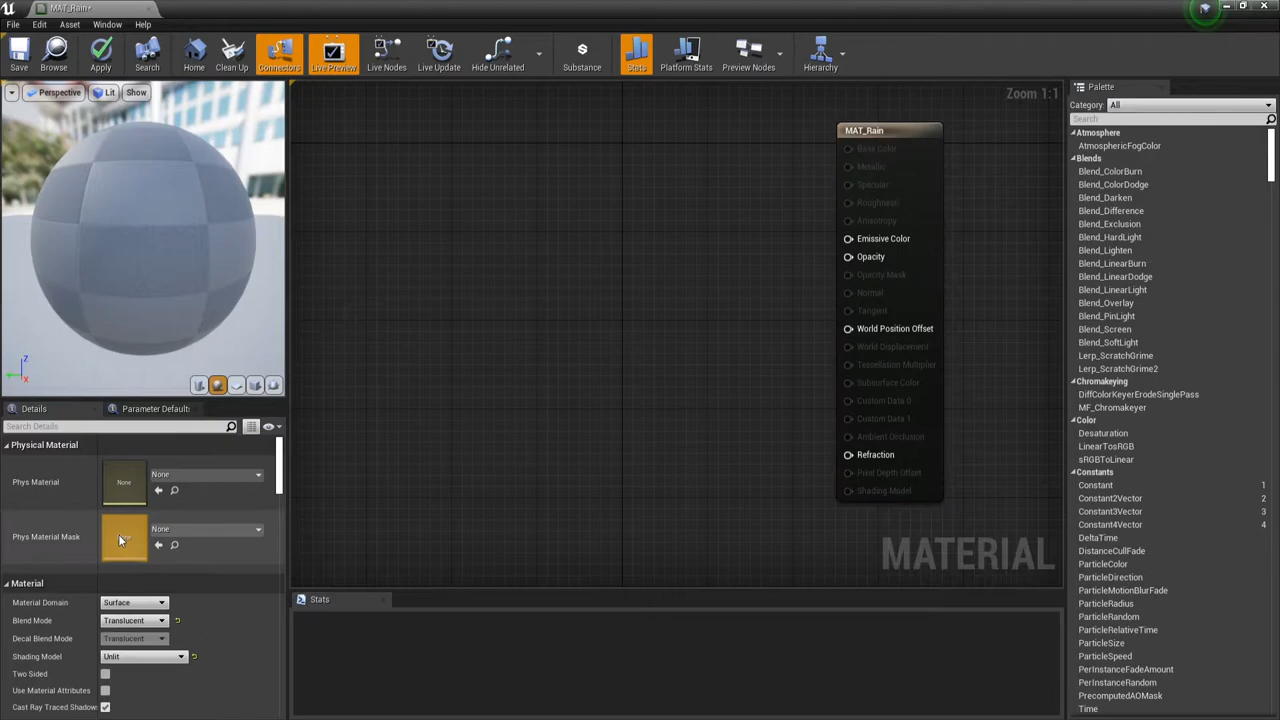 MAT_Rain*
File Edit Asset Window Help
Save Browse Apply Search Home Clean Up Connectors Live Preview Live Nodes Live Update Hide Unrelated Substance Stats Platform Stats Preview Nodes Hierarchy
Perspective Lit Show
Zoom 1:1
MAT_Rain
Base Color
Metallic
Specular
Roughness
Anisotropy
Emissive Color
Opacity
Opacity Mask
Normal
Tangent
World Position Offset
World Displacement
Tessellation Multiplier
Subsurface Color
Custom Data 0
Custom Data 1
Ambient Occlusion
Refraction
Pixel Depth Offset
Shading Model
MATERIAL
Z
X
Details Parameter Default:
Search Details
Physical Material
Phys Material None None
Phys Material Mask None
Material
Material Domain Surface
Blend Mode Translucent
Decal Blend Mode Translucent
Shading Model Unlit
Two Sided
Use Material Attributes
Cast Ray Traced Shadow
Stats
Palette
Category: All
Search
Atmosphere
AtmosphericFogColor
Blends
Blend_ColorBurn
Blend_ColorDodge
Blend_Darken
Blend_Difference
Blend_Exclusion
Blend_HardLight
Blend_Lighten
Blend_LinearBurn
Blend_LinearDodge
Blend_LinearLight
Blend_Overlay
Blend_PinLight
Blend_Screen
Blend_SoftLight
Lerp_ScratchGrime
Lerp_ScratchGrime2
Chromakeying
DiffColorKeyerErodeSinglePass
MF_Chromakeyer
Color
Desaturation
LinearTosRGB
sRGBToLinear
Constants
Constant 1
Constant2Vector 2
Constant3Vector 3
Constant4Vector 4
DeltaTime
DistanceCullFade
ParticleColor
ParticleDirection
ParticleMotionBlurFade
ParticleRadius
ParticleRandom
ParticleRelativeTime
ParticleSize
ParticleSpeed
PerInstanceFadeAmount
PerInstanceRandom
PrecomputedAOMask
Time